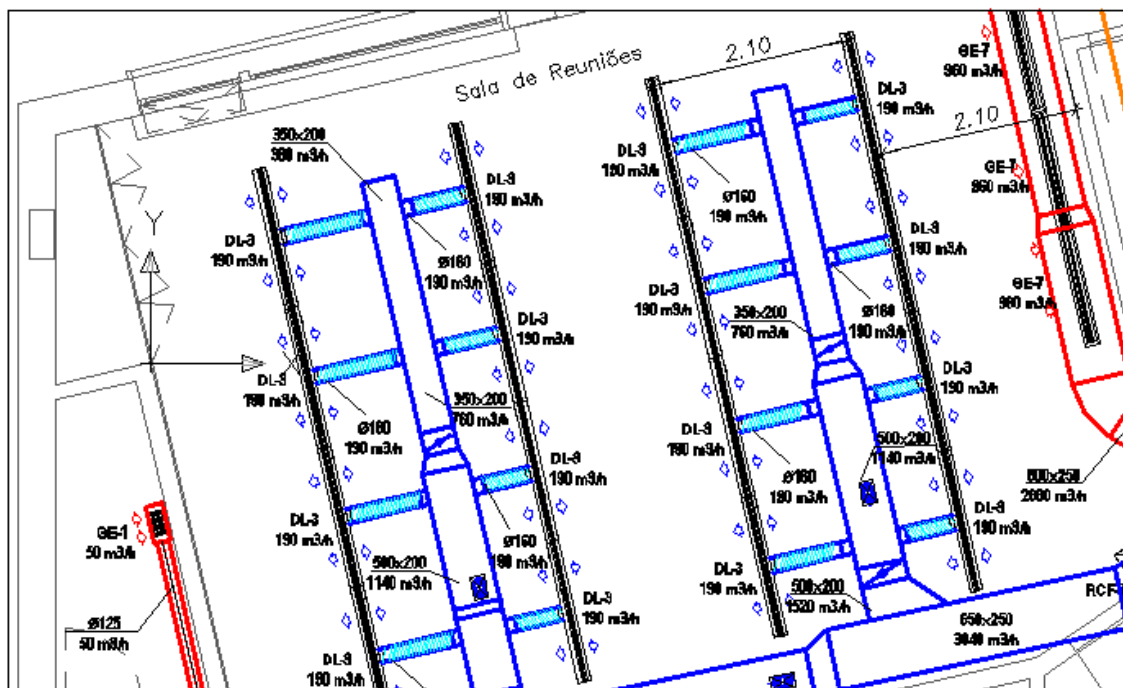 Sala de Reuniões
2.10
GE-7
960 m3/h
350x200
380 m3/h
DL-3
190 m3/h
DL-3
190 m3/h
DL-3
190 m3/h
2.10
GE-7
960 m3/h
DL-3
190 m3/h
Ø160
190 m3/h
Y
DL-3
190 m3/h
Ø160
190 m3/h
DL-3
190 m3/h
DL-3
190 m3/h
GE-7
960 m3/h
350x200
760 m3/h
Ø160
190 m3/h
DL-3
190 m3/h
DL-3
190 m3/h
DL-3
190 m3/h
350x200
760 m3/h
Ø160
190 m3/h
DL-3
190 m3/h
500x200
1140 m3/h
DL-3
190 m3/h
Ø160
190 m3/h
600x250
GE-1
50 m3/h
DL-3
190 m3/h
Ø160
190 m3/h
DL-3
190 m3/h
500x200
1140 m3/h
DL-3
190 m3/h
500x200
1520 m3/h
RCF-
DL-3
190 m3/h
650x250
3040 m3/h
Ø125
50 m3/h
DL-3
190 m3/h